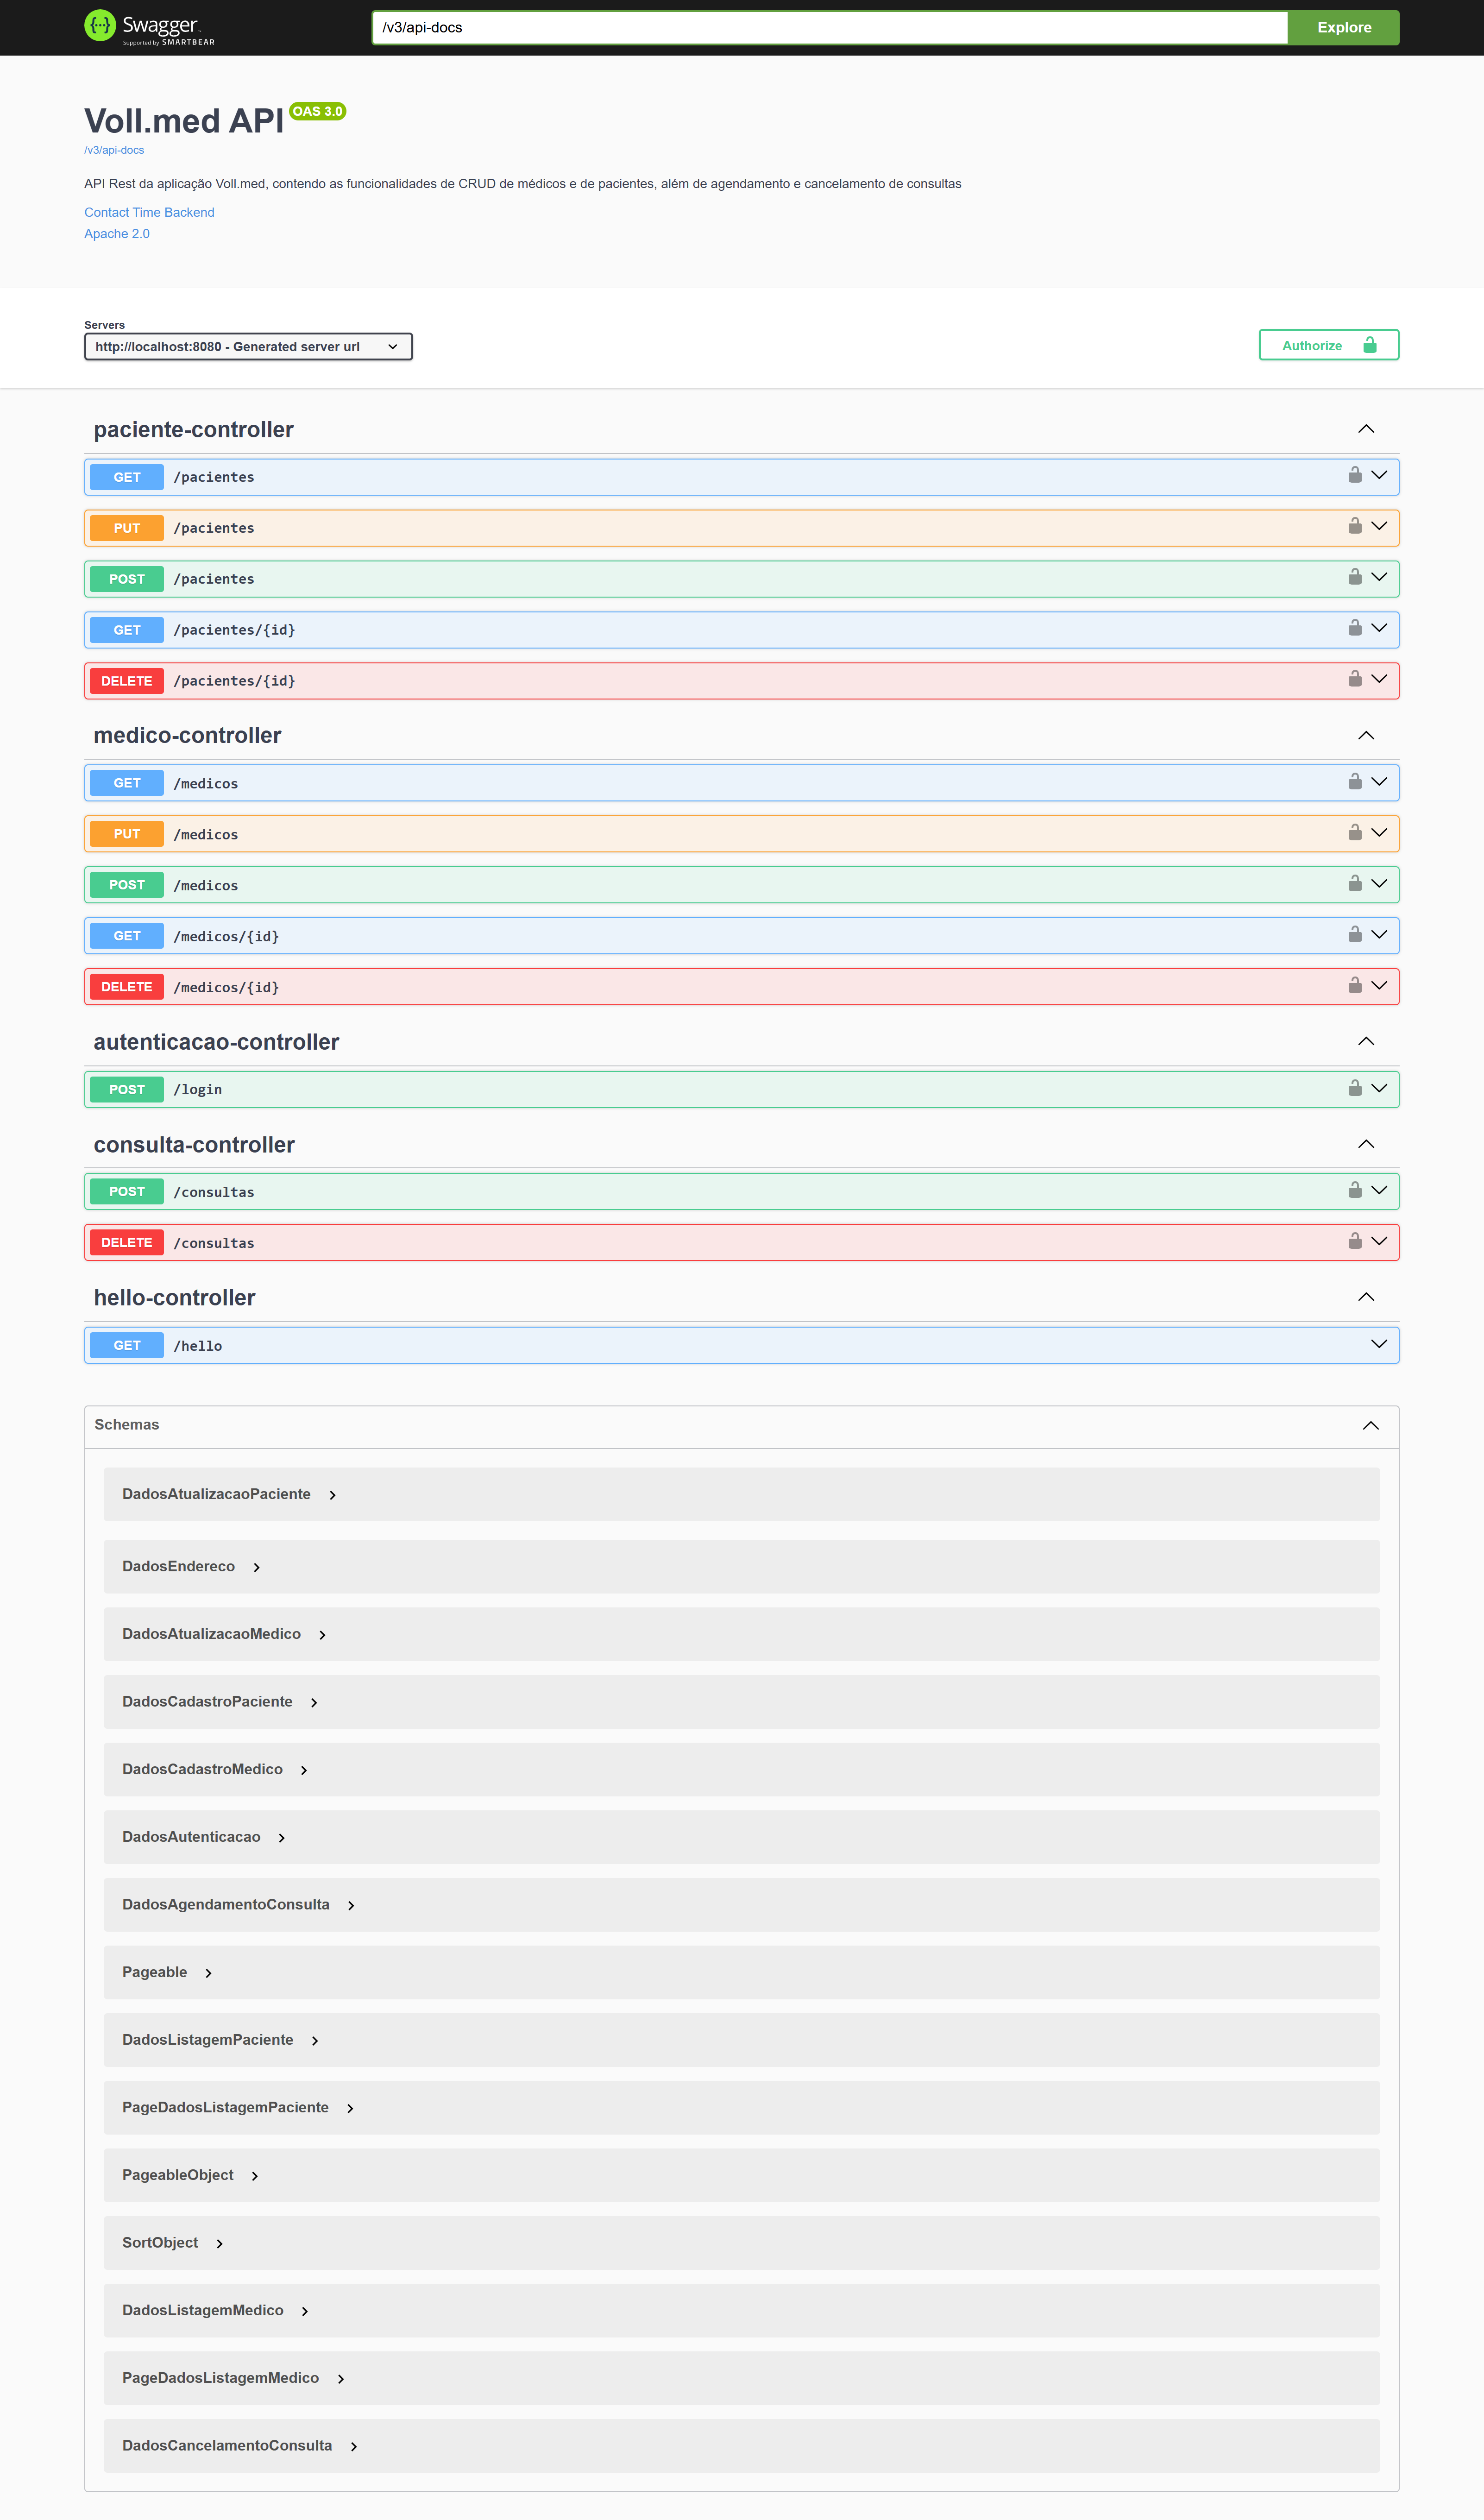 Swagger
Supported by SMARTBEAR
/v3/api-docs
Explore
Voll.med API OAS 3.0
/v3/api-docs
API Rest da aplicação Voll.med, contendo as funcionalidades de CRUD de médicos e de pacientes, além de agendamento e cancelamento de consultas
Contact Time Backend
Apache 2.0
Servers
http://localhost:8080 - Generated server url
Authorize
paciente-controller
GET /pacientes
PUT /pacientes
POST /pacientes
GET /pacientes/{id}
DELETE /pacientes/{id}
medico-controller
GET /medicos
PUT /medicos
POST /medicos
GET /medicos/{id}
DELETE /medicos/{id}
autenticacao-controller
POST /login
consulta-controller
POST /consultas
DELETE /consultas
hello-controller
GET /hello
Schemas
DadosAtualizacaoPaciente
DadosEndereco
DadosAtualizacaoMedico
DadosCadastroPaciente
DadosCadastroMedico
DadosAutenticacao
DadosAgendamentoConsulta
Pageable
DadosListagemPaciente
PageDadosListagemPaciente
PageableObject
SortObject
DadosListagemMedico
PageDadosListagemMedico
DadosCancelamentoConsulta